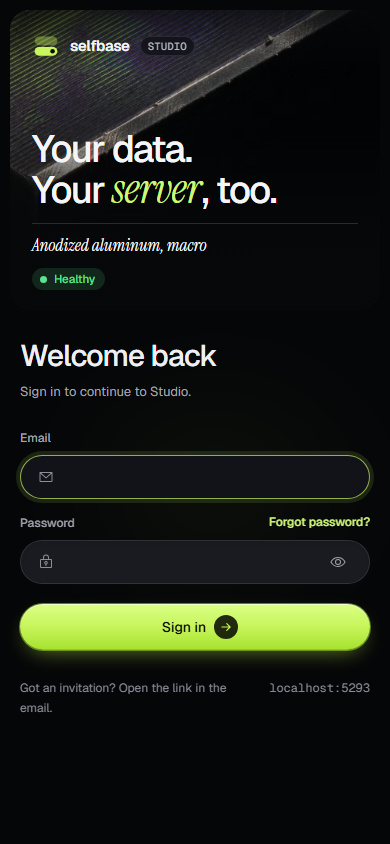 selfbase STUDIO
Your data.
Your server, too.
Anodized aluminum, macro
Healthy
Welcome back
Sign in to continue to Studio.
Email
Password Forgot password?
Sign in
Got an invitation? Open the link in the localhost:5293
email.